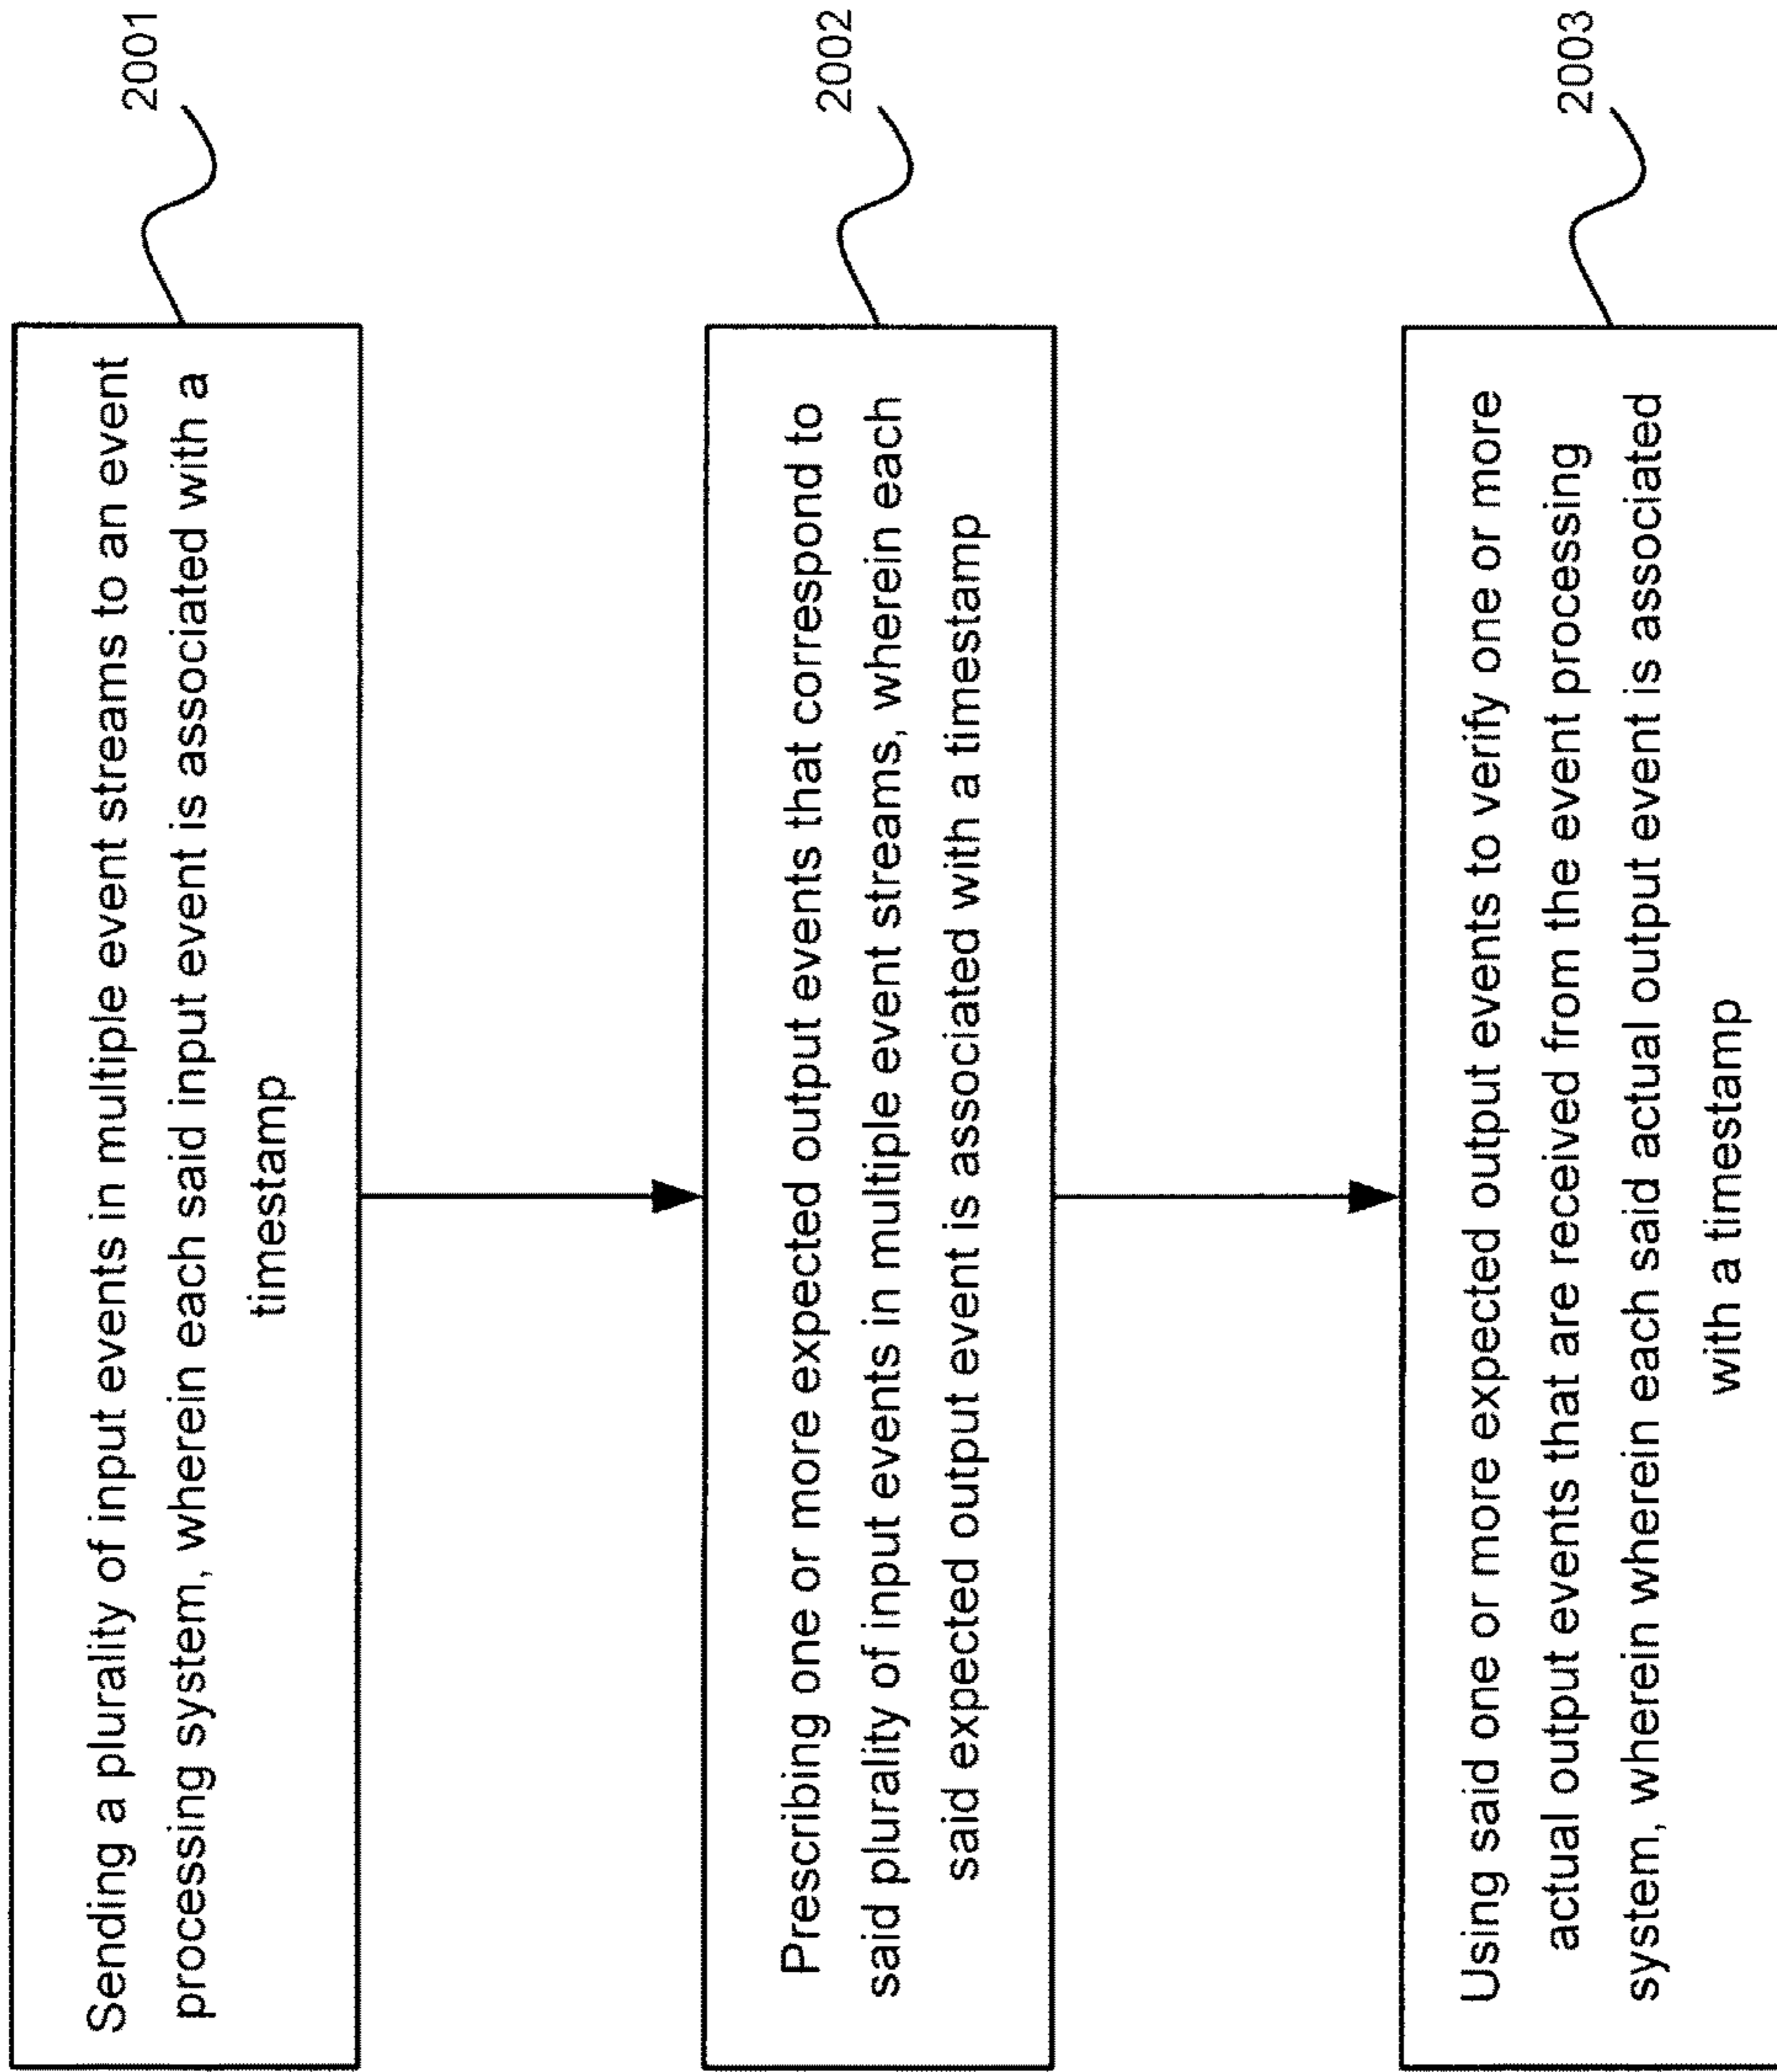 Sending a plurality of input events in multiple event streams to an event
processing system, wherein each said input event is associated with a
timestamp
2001
Prescribing one or more expected output events that correspond to
said plurality of input events in multiple event streams, wherein each
said expected output event is associated with a timestamp
2002
Using said one or more expected output events to verify one or more
actual output events that are received from the event processing
system, wherein wherein each said actual output event is associated
with a timestamp
2003